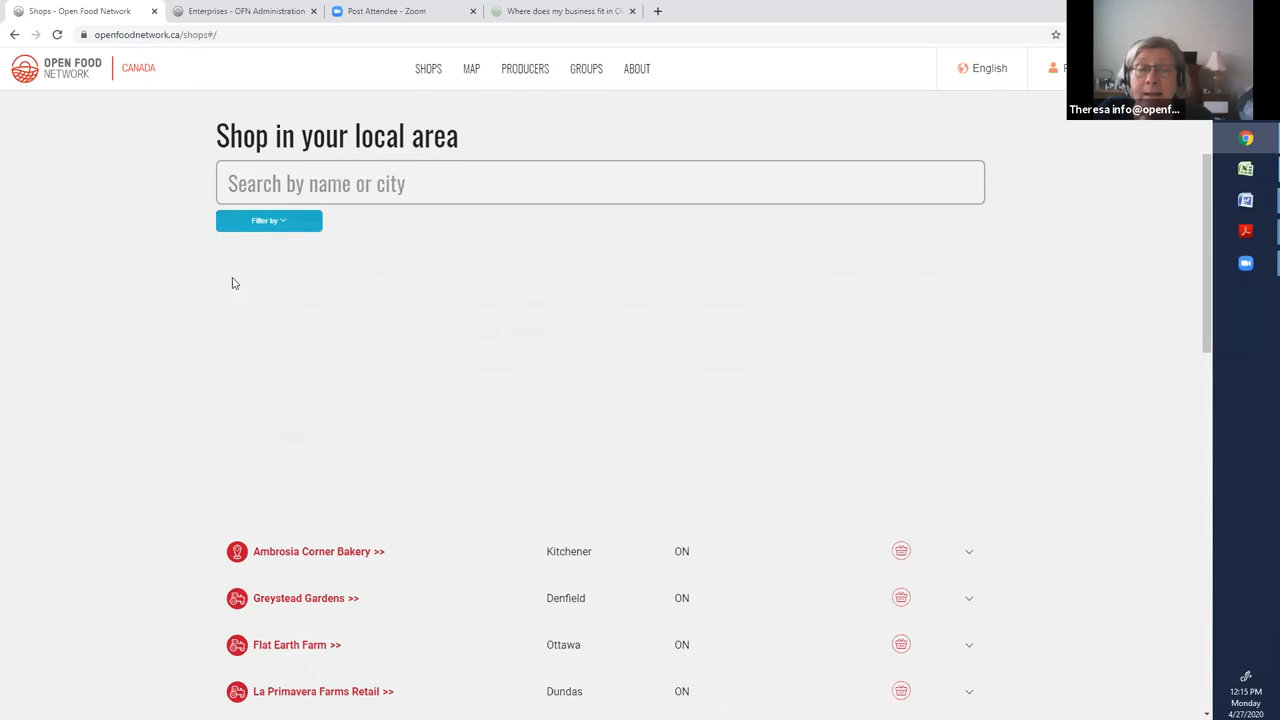 Shops - Open Food Network
Enterprises - OFN Administration
Post Attendee - Zoom
Where does my business fit in OF
openfoodnetwork.ca/shops#/
OPEN FOOD NETWORK
CANADA
SHOPS
MAP
PRODUCERS
GROUPS
ABOUT
English
Theresa info@openf...
Shop in your local area
Search by name or city
Filter by
Ambrosia Corner Bakery >> Kitchener ON
Greystead Gardens >> Denfield ON
Flat Earth Farm >> Ottawa ON
La Primavera Farms Retail >> Dundas ON
12:15 PM
Monday
4/27/2020